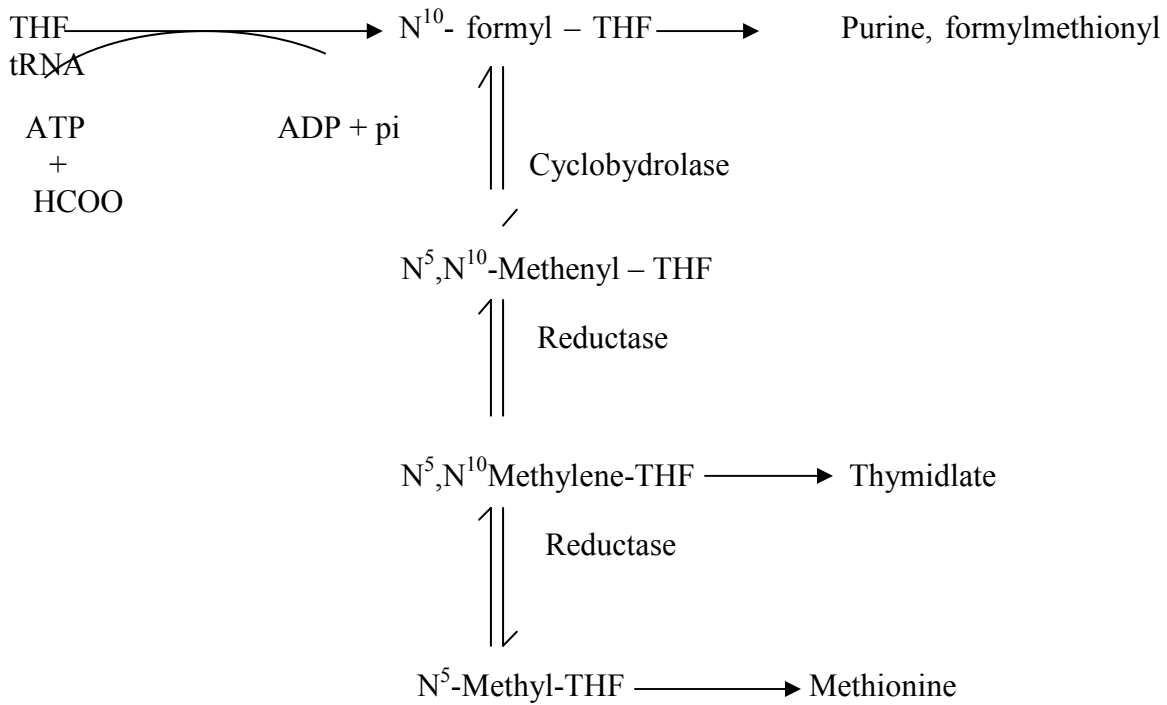 THF N¹⁰- formyl – THF Purine, formylmethionyl
tRNA
ATP ADP + pi
+
HCOO
Cyclobydrolase
N⁵,N¹⁰-Methenyl – THF
Reductase
N⁵,N¹⁰Methylene-THF Thymidlate
Reductase
N⁵-Methyl-THF Methionine